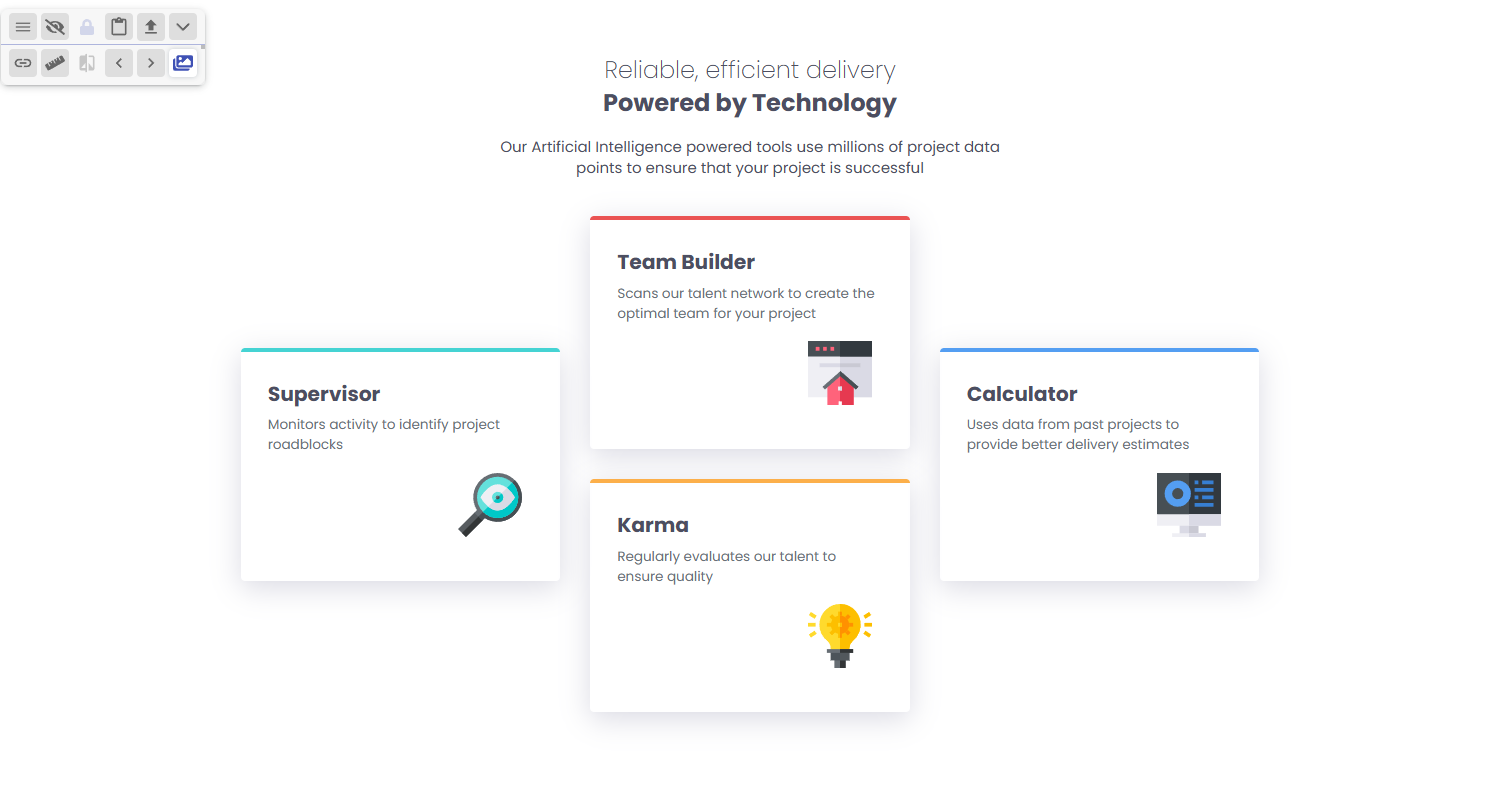 Reliable, efficient delivery
Powered by Technology
Our Artificial Intelligence powered tools use millions of project data
points to ensure that your project is successful
Team Builder
Scans our talent network to create the
optimal team for your project
Supervisor
Monitors activity to identify project
roadblocks
Calculator
Uses data from past projects to
provide better delivery estimates
Karma
Regularly evaluates our talent to
ensure quality